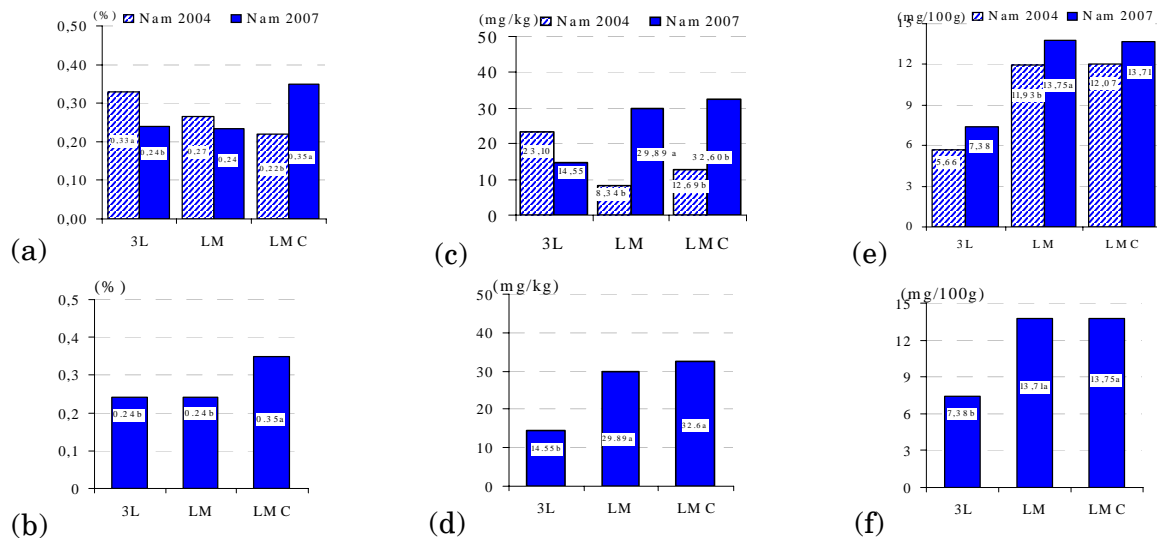 (%)
Nam 2004 Nam 2007
0,50
0,40
0,30
0,20
0,10
0,00
0,33a 0,24b 0,27 0,24 0,22b 0,35a
3L LM LMC
(a)
(mg/kg)
Nam 2004 Nam 2007
50
40
30
20
10
0
23,10 14,55 8,34b 29,89 a 12,69b 32,60b
3L LM LMC
(c)
(mg/100g)
Nam 2004 Nam 2007
15
12
9
6
3
0
5,66 7,38 11,93b 13,75a 12,07 13,71
3L LM LMC
(e)
(%)
0,5
0,4
0,3
0,2
0,1
0
0.24b 0.24b 0.35a
3L LM LMC
(b)
(mg/kg)
50
40
30
20
10
0
14.55b 29.89a 32.6a
3L LM LMC
(d)
(mg/100g)
15
12
9
6
3
0
7,38b 13,71a 13,75a
3L LM LMC
(f)